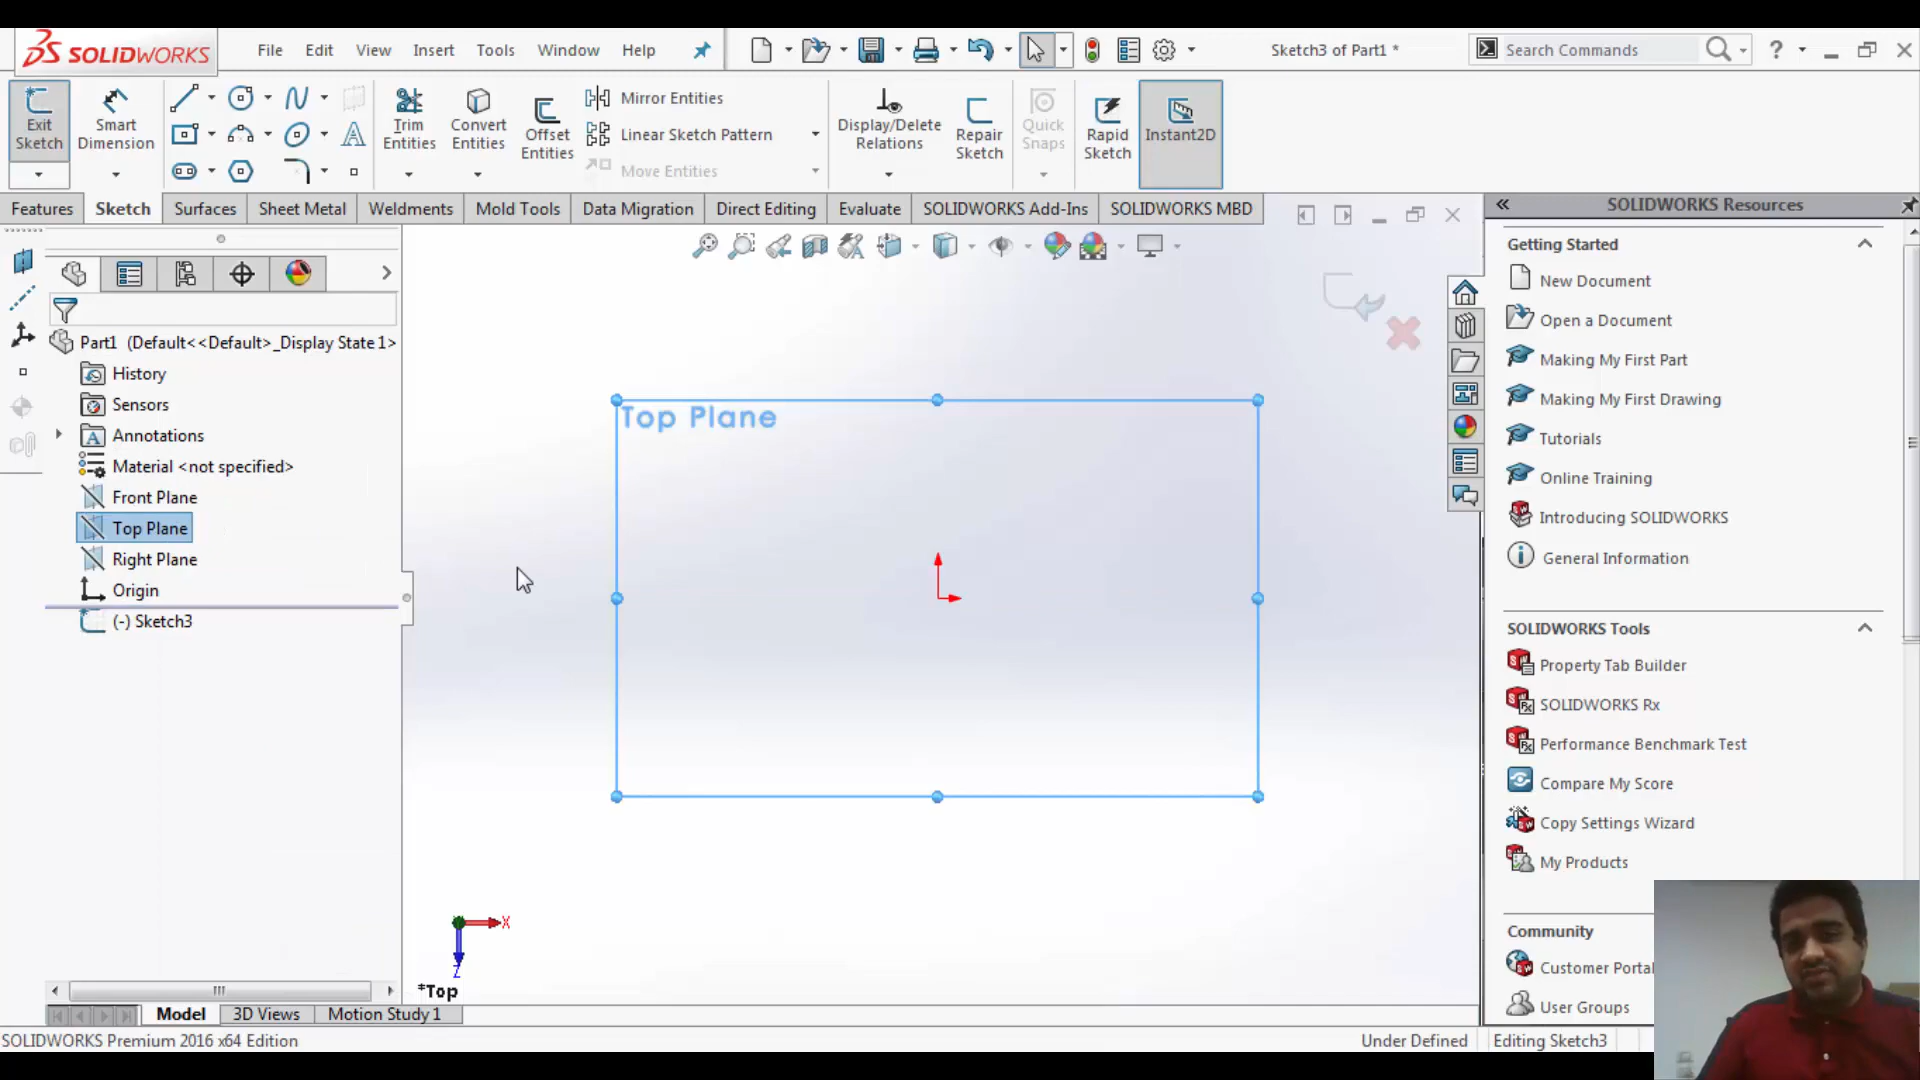 SOLIDWORKS
File Edit View Insert Tools Window Help
Sketch3 of Part1 *
Search Commands
Exit Sketch
Smart Dimension
Trim Entities
Convert Entities
Offset Entities
Mirror Entities
Linear Sketch Pattern
Move Entities
Display/Delete Relations
Repair Sketch
Quick Snaps
Rapid Sketch
Instant2D
Features Sketch Surfaces Sheet Metal Weldments Mold Tools Data Migration Direct Editing Evaluate SOLIDWORKS Add-Ins SOLIDWORKS MBD
SOLIDWORKS Resources
Part1 (Default<<Default>_Display State 1>
History
Sensors
Annotations
Material <not specified>
Front Plane
Top Plane
Right Plane
Origin
(-) Sketch3
Top Plane
X
Z
*Top
Getting Started
New Document
Open a Document
Making My First Part
Making My First Drawing
Tutorials
Online Training
Introducing SOLIDWORKS
General Information
SOLIDWORKS Tools
Property Tab Builder
SOLIDWORKS Rx
Performance Benchmark Test
Compare My Score
Copy Settings Wizard
My Products
Community
Customer Portal
User Groups
Model 3D Views Motion Study 1
SOLIDWORKS Premium 2016 x64 Edition
Under Defined
Editing Sketch3